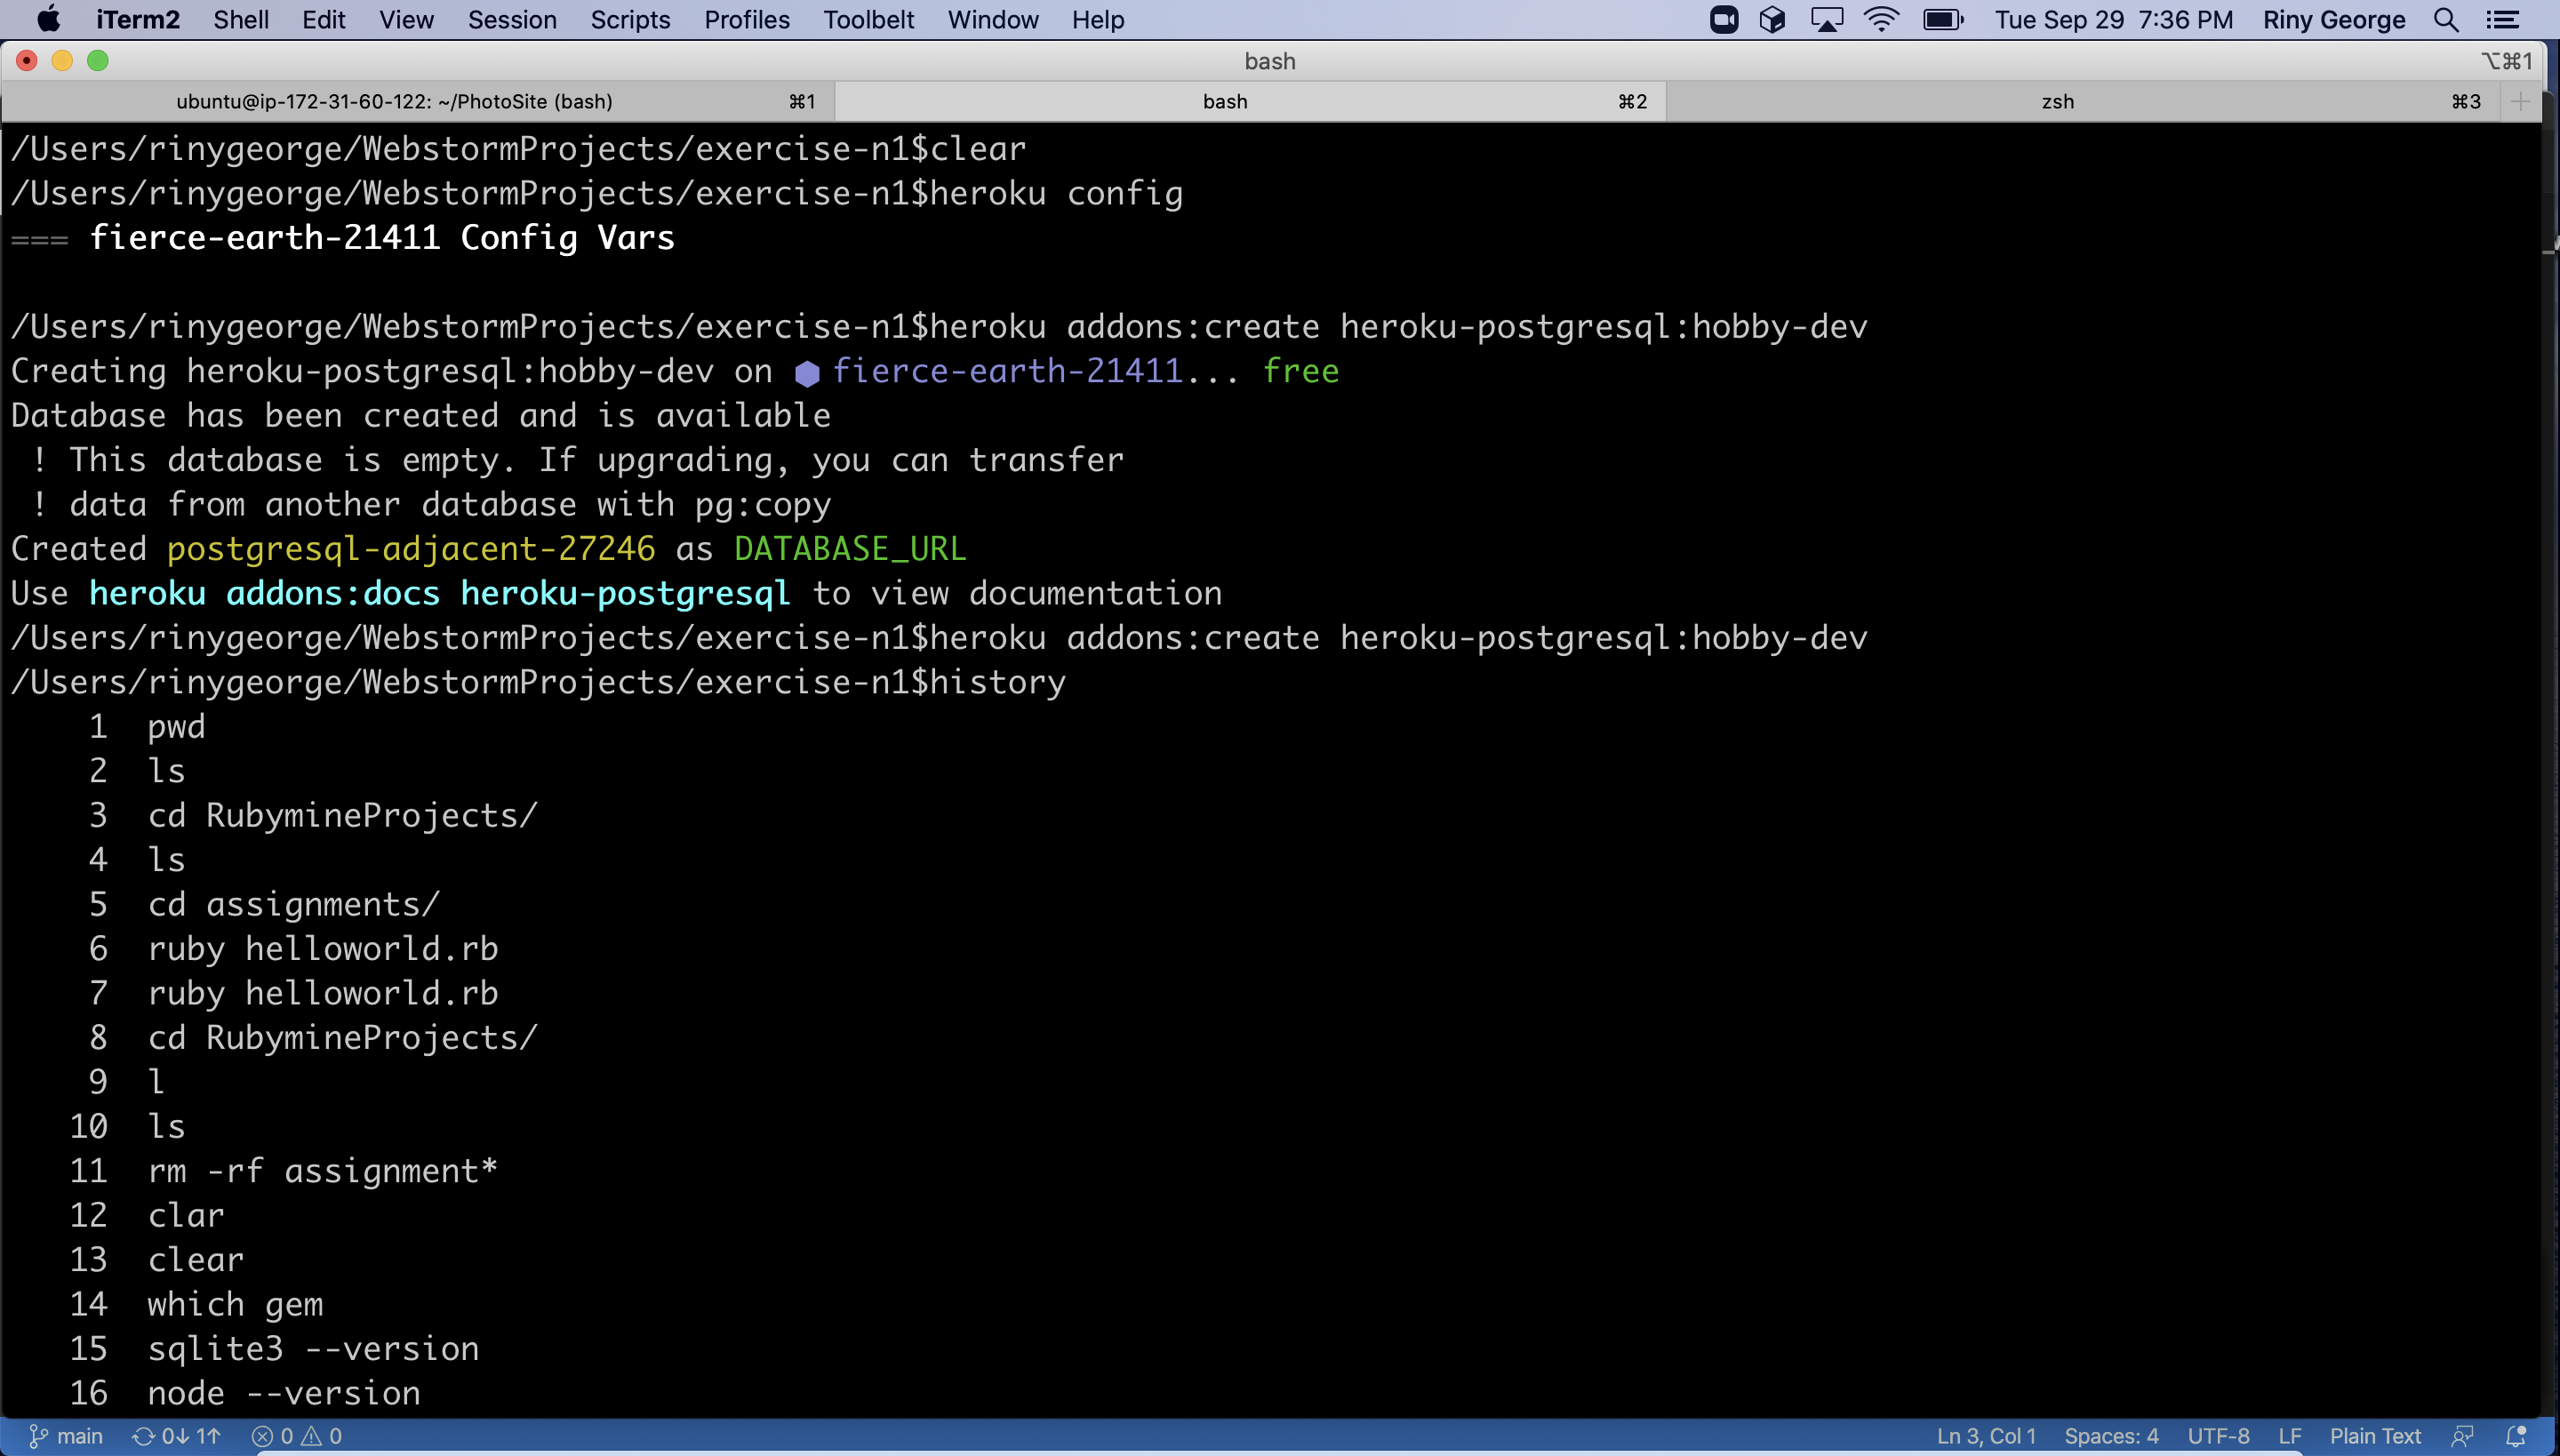 iTerm2 Shell Edit View Session Scripts Profiles Toolbelt Window Help Tue Sep 29 7:36 PM Riny George
bash ⌥⌘1
ubuntu@ip-172-31-60-122: ~/PhotoSite (bash) ⌘1 bash ⌘2 zsh ⌘3 +
/Users/rinygeorge/WebstormProjects/exercise-n1$clear
/Users/rinygeorge/WebstormProjects/exercise-n1$heroku config
=== fierce-earth-21411 Config Vars
/Users/rinygeorge/WebstormProjects/exercise-n1$heroku addons:create heroku-postgresql:hobby-dev
Creating heroku-postgresql:hobby-dev on ⬢ fierce-earth-21411... free
Database has been created and is available
 ! This database is empty. If upgrading, you can transfer
 ! data from another database with pg:copy
Created postgresql-adjacent-27246 as DATABASE_URL
Use heroku addons:docs heroku-postgresql to view documentation
/Users/rinygeorge/WebstormProjects/exercise-n1$heroku addons:create heroku-postgresql:hobby-dev
/Users/rinygeorge/WebstormProjects/exercise-n1$history
1 pwd
2 ls
3 cd RubymineProjects/
4 ls
5 cd assignments/
6 ruby helloworld.rb
7 ruby helloworld.rb
8 cd RubymineProjects/
9 l
10 ls
11 rm -rf assignment*
12 clar
13 clear
14 which gem
15 sqlite3 --version
16 node --version
main 0↓ 1↑ 0 0 Ln 3, Col 1 Spaces: 4 UTF-8 LF Plain Text